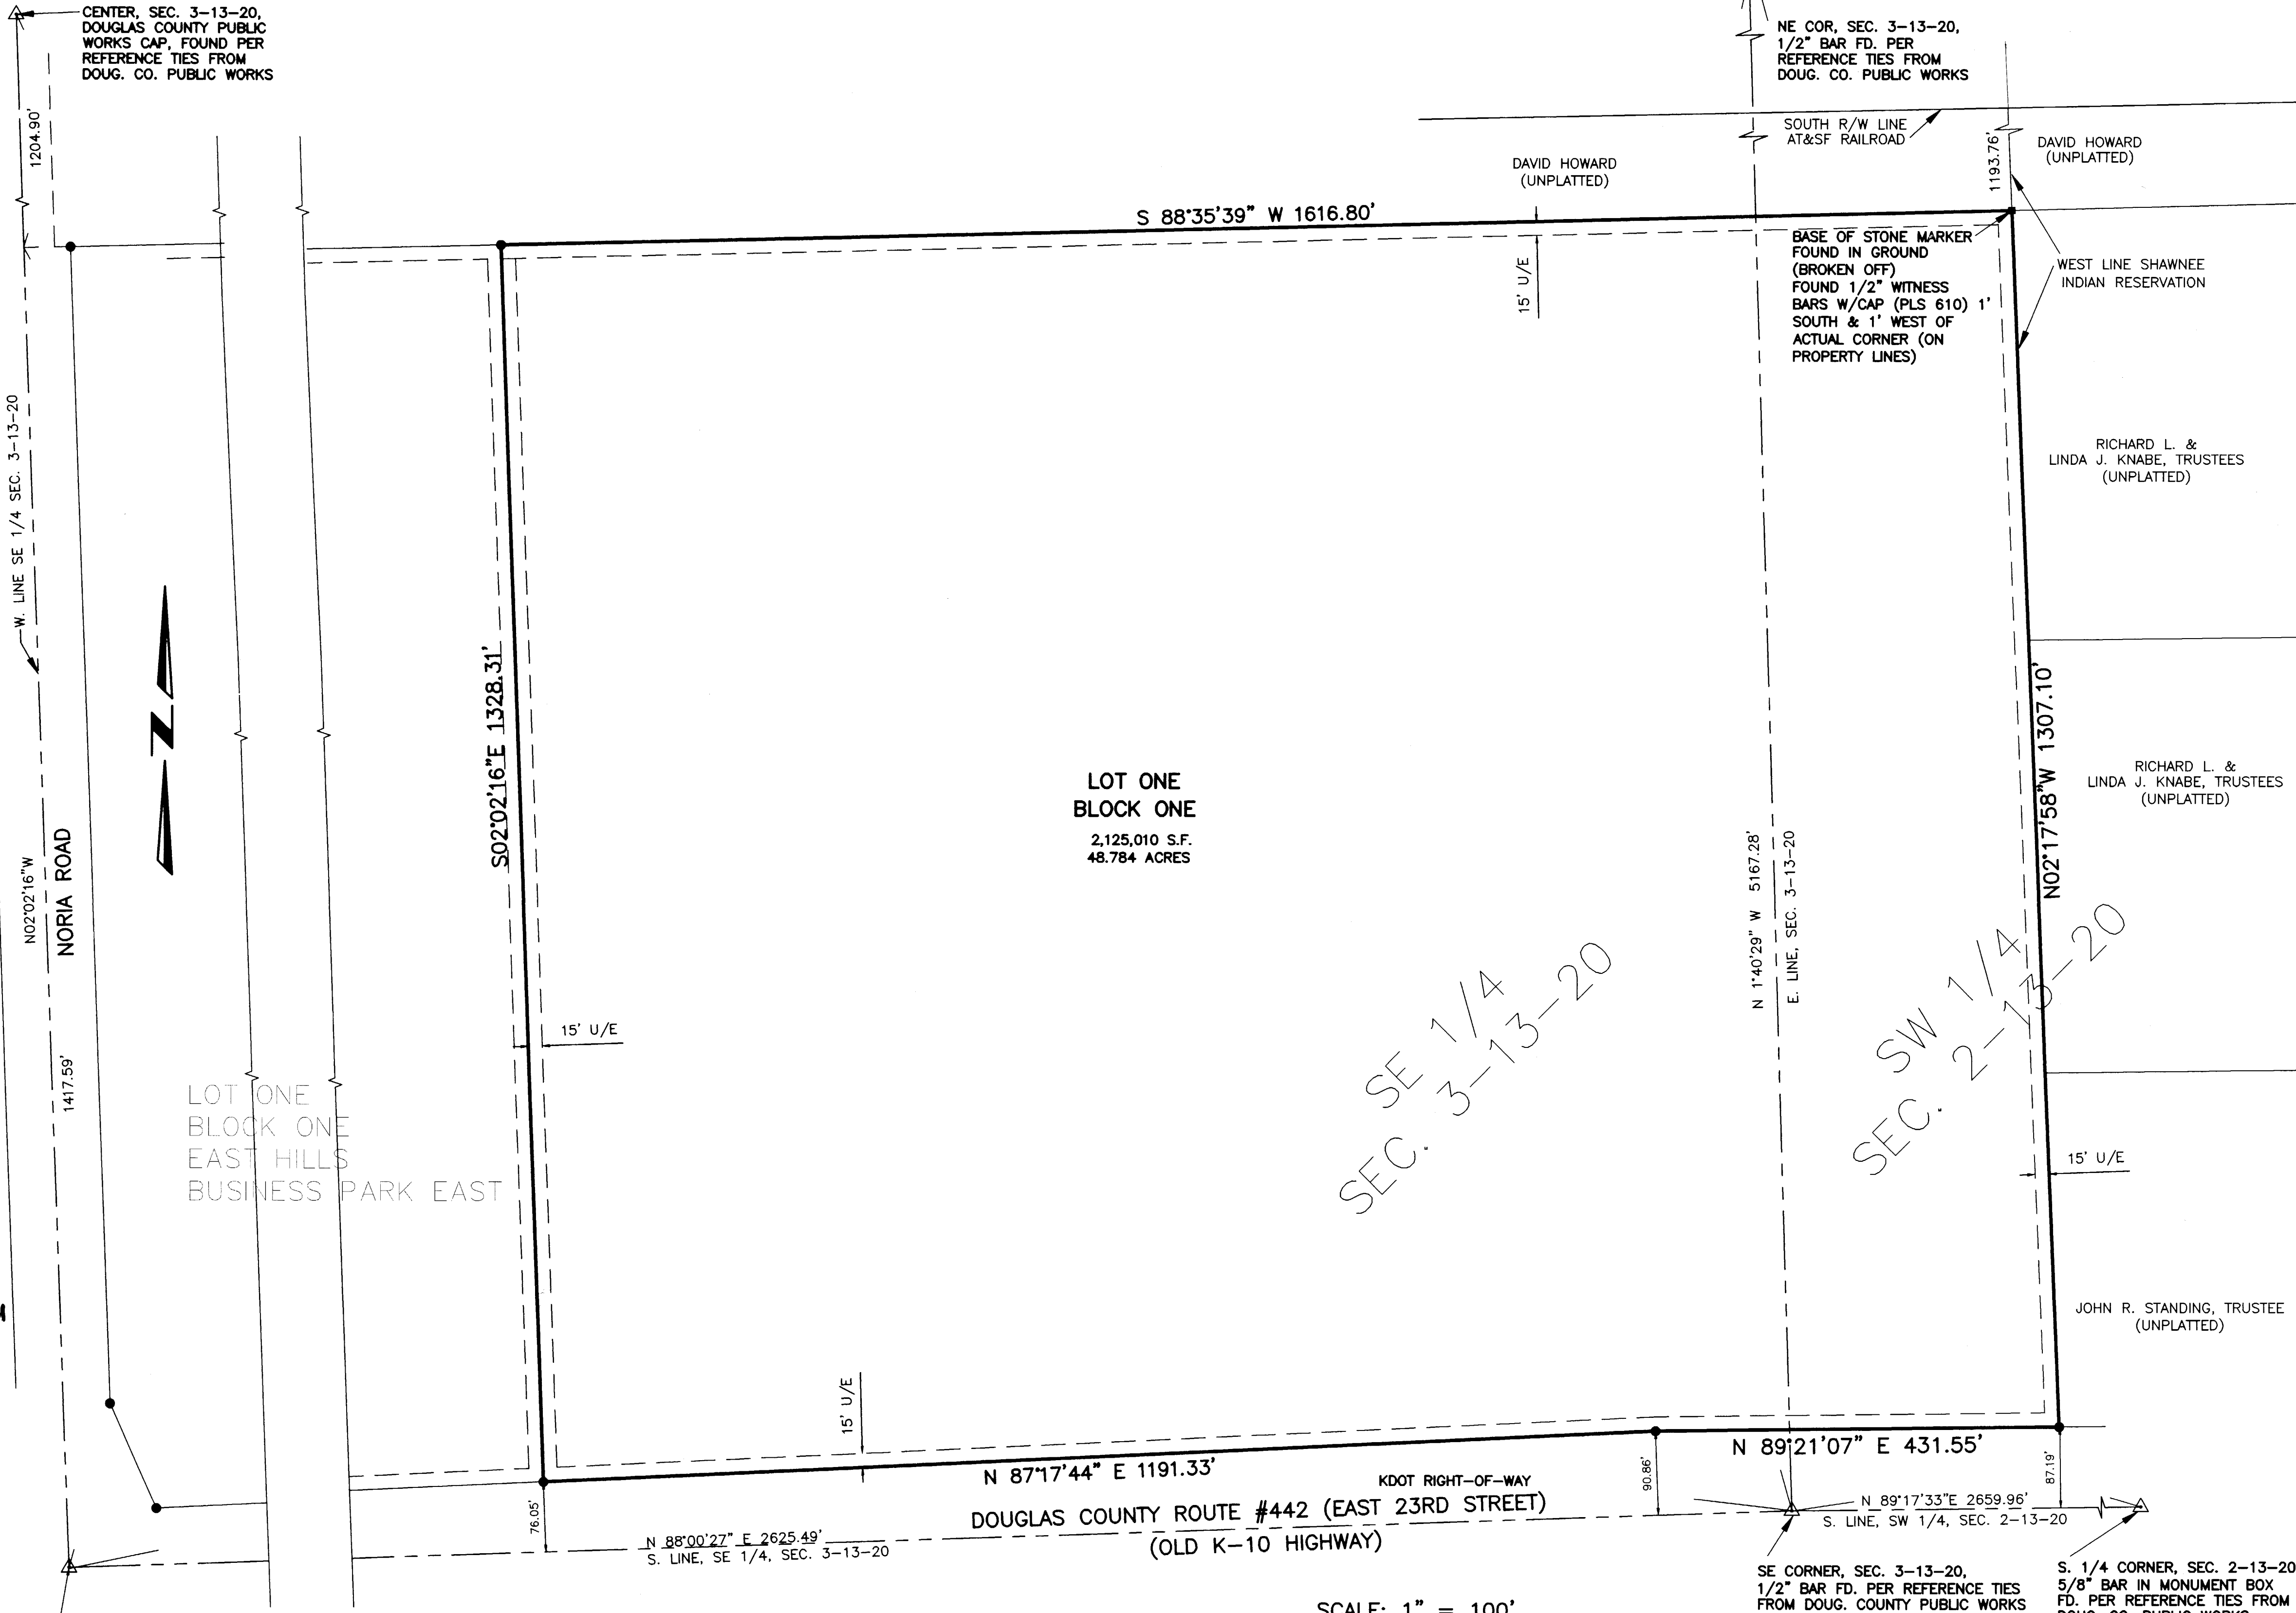 CENTER, SEC. 3-13-20,
DOUGLAS COUNTY PUBLIC
WORKS CAP, FOUND PER
REFERENCE TIES FROM
DOUG. CO. PUBLIC WORKS
NE COR, SEC. 3-13-20,
1/2" BAR FD. PER
REFERENCE TIES FROM
DOUG. CO. PUBLIC WORKS
1204.90'
SOUTH R/W LINE
AT&SF RAILROAD
1193.76'
DAVID HOWARD
(UNPLATTED)
DAVID HOWARD
(UNPLATTED)
S 88°35'39" W 1616.80'
15' U/E
BASE OF STONE MARKER
FOUND IN GROUND
(BROKEN OFF)
FOUND 1/2" WITNESS
BARS W/CAP (PLS 610) 1'
SOUTH & 1' WEST OF
ACTUAL CORNER (ON
PROPERTY LINES)
WEST LINE SHAWNEE
INDIAN RESERVATION
W. LINE SE 1/4 SEC. 3-13-20
RICHARD L. &
LINDA J. KNABE, TRUSTEES
(UNPLATTED)
N
S02°02'16"E 1328.31'
N02°17'58"W 1307.10'
LOT ONE
BLOCK ONE
2,125,010 S.F.
48.784 ACRES
RICHARD L. &
LINDA J. KNABE, TRUSTEES
(UNPLATTED)
N02°02'16"W
NORIA ROAD
1417.59'
N 1°40'29" W 5167.28'
E. LINE, SEC. 3-13-20
SE 1/4
SEC. 3-13-20
SW 1/4
SEC. 2-13-20
15' U/E
LOT ONE
BLOCK ONE
EAST HILLS
BUSINESS PARK EAST
15' U/E
JOHN R. STANDING, TRUSTEE
(UNPLATTED)
15' U/E
N 87°17'44" E 1191.33'
N 89°21'07" E 431.55'
KDOT RIGHT-OF-WAY
90.86'
87.19'
76.05'
DOUGLAS COUNTY ROUTE #442 (EAST 23RD STREET)
(OLD K-10 HIGHWAY)
N 89°17'33"E 2659.96'
S. LINE, SW 1/4, SEC. 2-13-20
N 88°00'27" E 2625.49'
S. LINE, SE 1/4, SEC. 3-13-20
SE CORNER, SEC. 3-13-20,
1/2" BAR FD. PER REFERENCE TIES
FROM DOUG. COUNTY PUBLIC WORKS
S. 1/4 CORNER, SEC. 2-13-20
5/8" BAR IN MONUMENT BOX
FD. PER REFERENCE TIES FROM
DOUG. CO. PUBLIC WORKS
SCALE: 1" = 100'